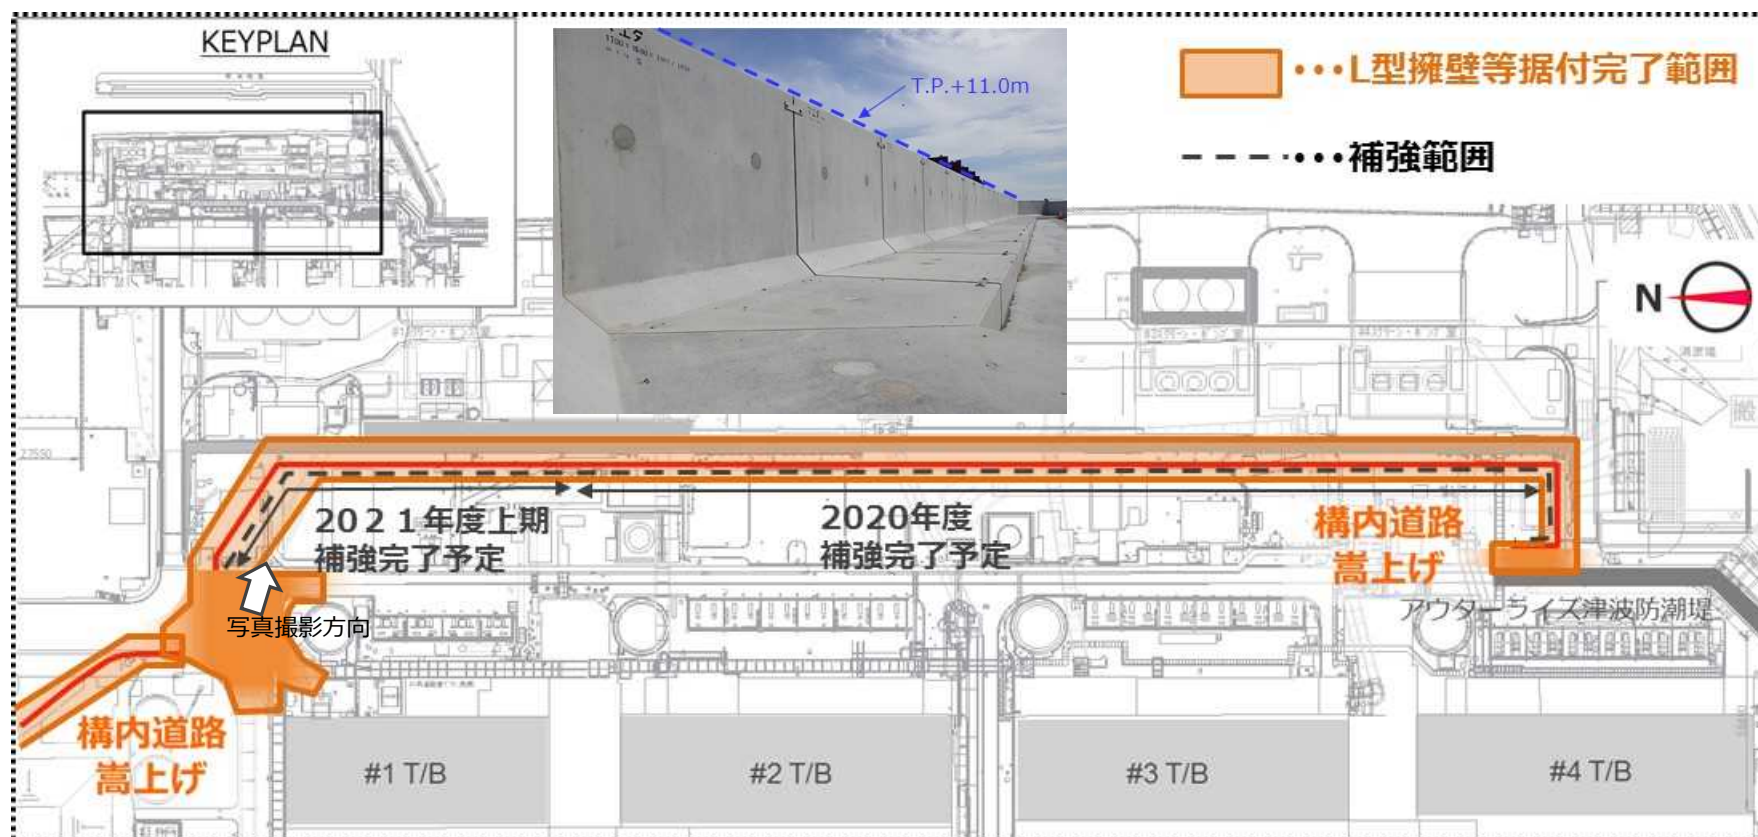 KEYPLAN
T.P.+11.0m
•••L型擁壁等据付完了範囲
•••補強範囲
N
27550
2021年度上期
補強完了予定
2020年度
補強完了予定
構内道路
嵩上げ
写真撮影方向
アウターライズ津波防潮堤
構内道路
嵩上げ
#1 T/B
#2 T/B
#3 T/B
#4 T/B